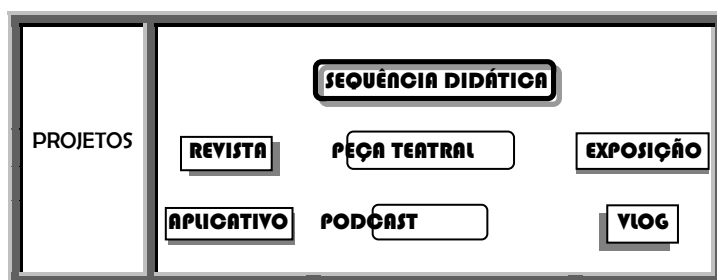 SEQUÊNCIA DIDÁTICA
PROJETOS
REVISTA PEÇA TEATRAL EXPOSIÇÃO
APLICATIVO PODCAST VLOG